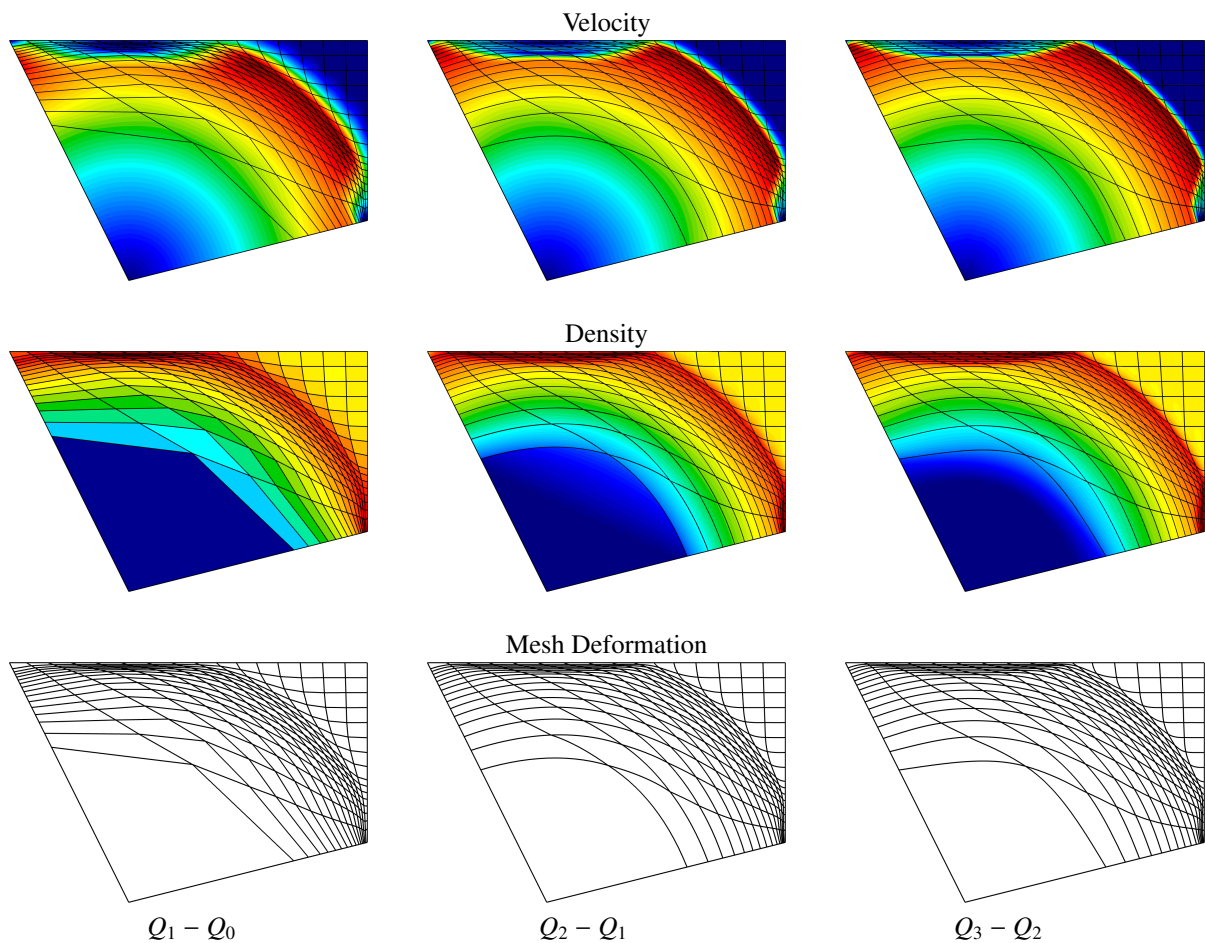 Velocity
Density
Mesh Deformation
Q₁ − Q₀
Q₂ − Q₁
Q₃ − Q₂